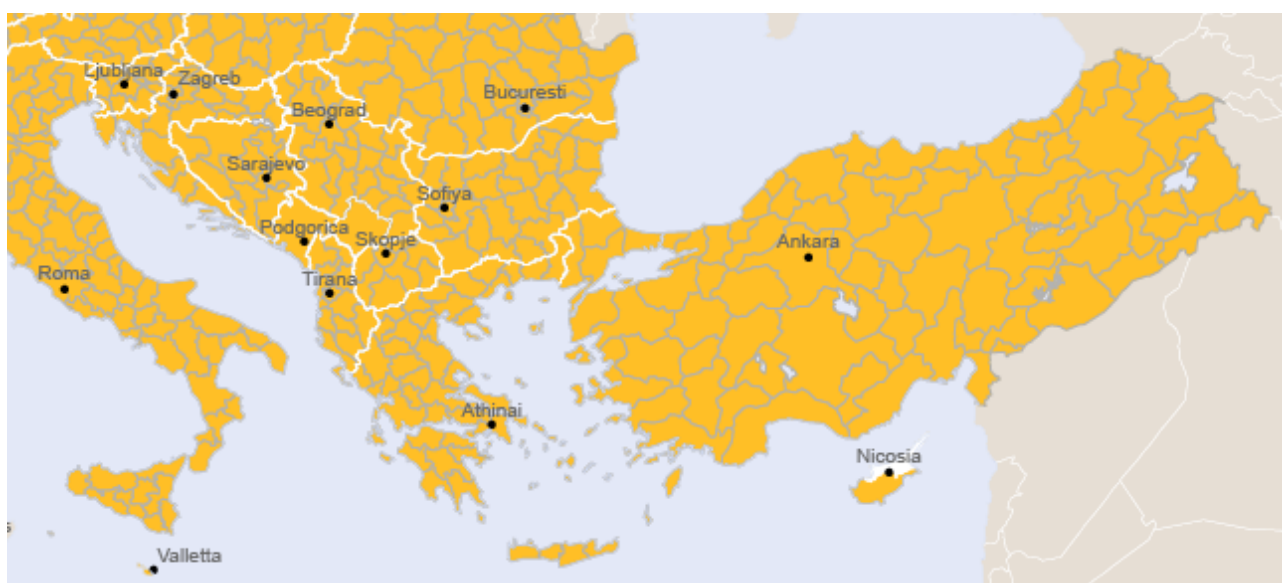 Ljubljana
Zagreb
Bucuresti
Beograd
Sarajevo
Sofiya
Podgorica
Skopje
Ankara
Roma
Tirana
Athinai
Nicosia
Valletta